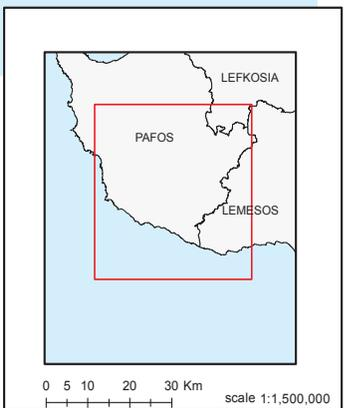 LEFKOSIA
PAFOS
LEMESOS
0 5 10 20 30 Km
scale 1:1,500,000